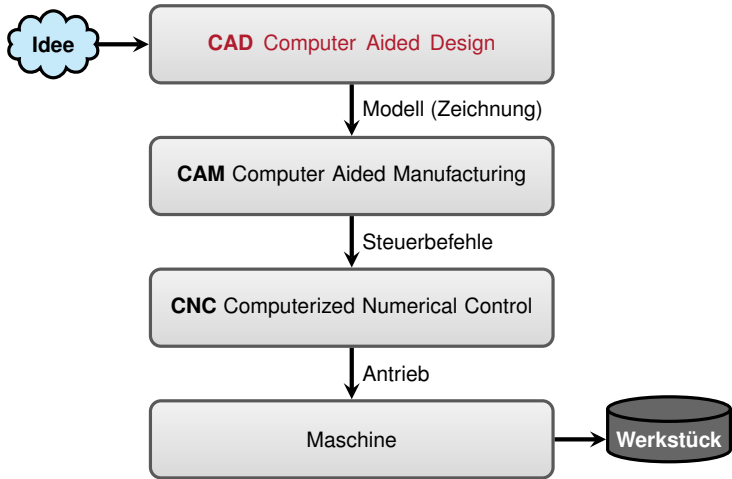 Idee
CAD Computer Aided Design
Modell (Zeichnung)
CAM Computer Aided Manufacturing
Steuerbefehle
CNC Computerized Numerical Control
Antrieb
Maschine
Werkstück